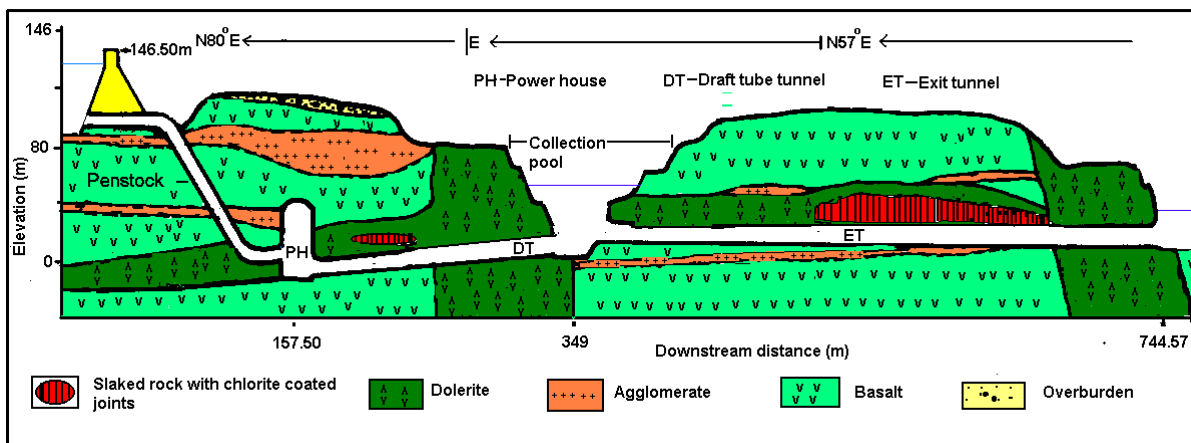 146
N80°E
E
N57°E
146.50m
PH-Power house
DT-Draft tube tunnel
ET-Exit tunnel
80
Collection
pool
Penstock
Elevation (m)
PH
DT
ET
0
157.50
349
Downstream distance (m)
744.57
Slaked rock with chlorite coated
joints
Dolerite
Agglomerate
Basalt
Overburden